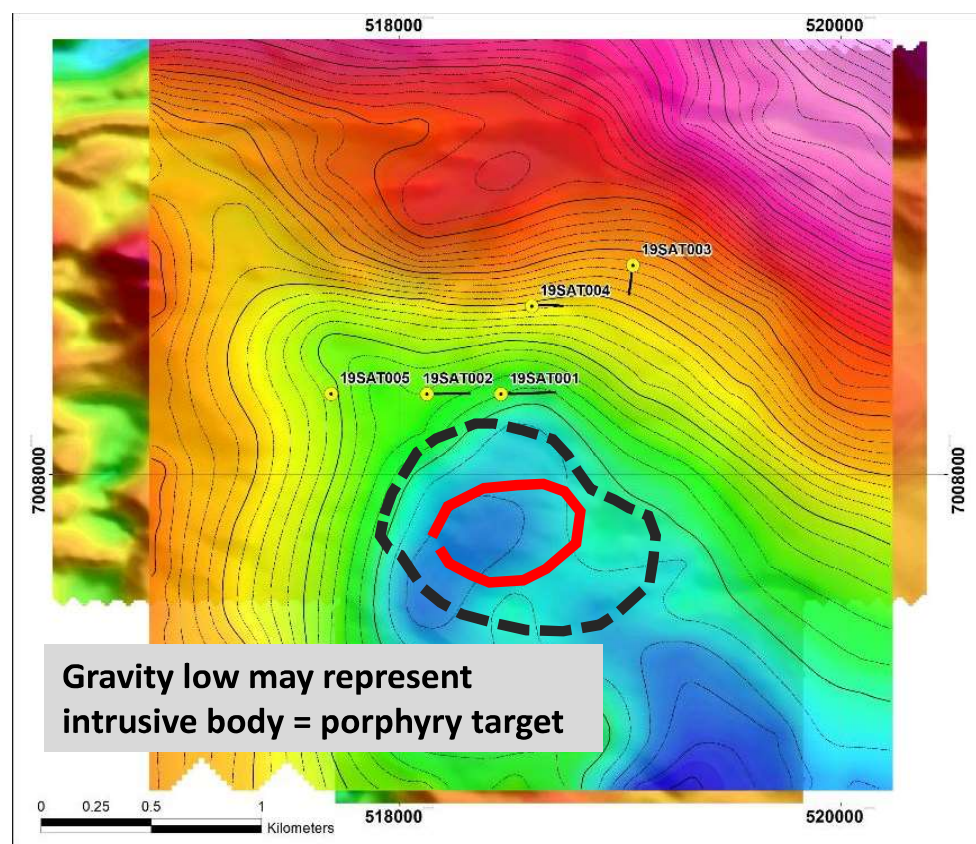 518000
520000
19SAT003
19SAT004
19SAT005
19SAT002
19SAT001
7008000
7008000
Gravity low may represent
intrusive body = porphyry target
0 0.25 0.5 1
Kilometers
518000
520000